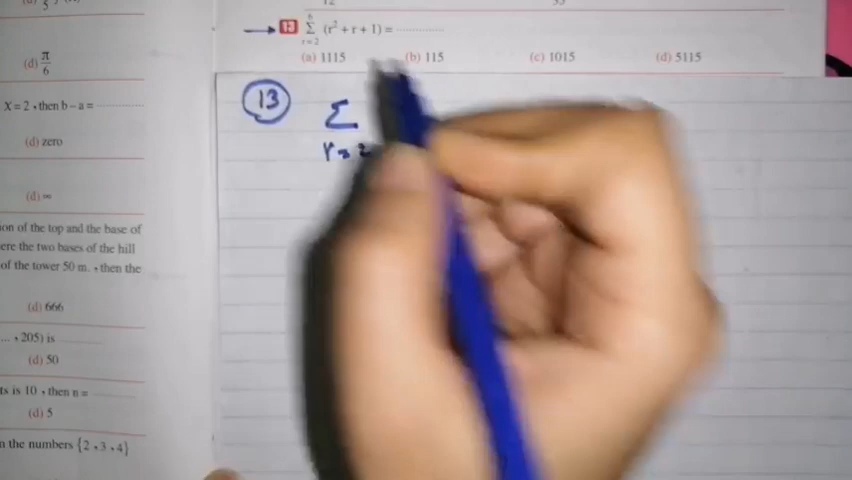 (d) π/6
X = 2 , then b – a =
(d) zero
(d) ∞
ion of the top and the base of
ere the two bases of the hill
of the tower 50 m. , then the
(d) 666
... , 205) is
(d) 50
ts is 10 , then n =
(d) 5
n the numbers {2 , 3 , 4}
13 6 Σ r = 2 (r² + r + 1) = ............
(a) 1115 (b) 115 (c) 1015 (d) 5115
13 Σ
r = 2